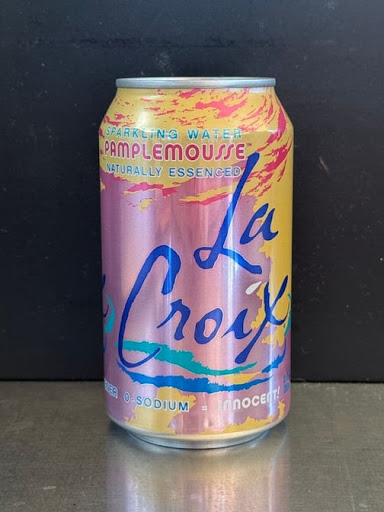 SPARKLING WATER
PAMPLEMOUSSE
NATURALLY ESSENCED
La
Croix
0-SODIUM = INNOCENT!